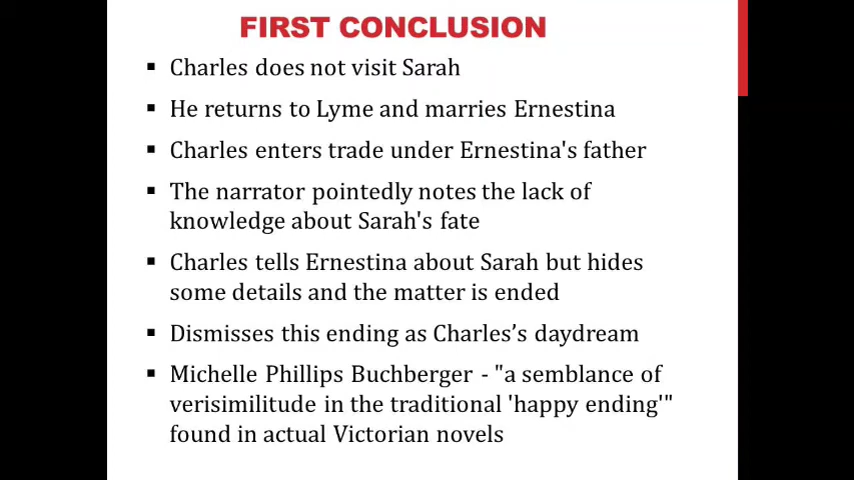 FIRST CONCLUSION
▪ Charles does not visit Sarah
▪ He returns to Lyme and marries Ernestina
▪ Charles enters trade under Ernestina's father
▪ The narrator pointedly notes the lack of
knowledge about Sarah's fate
▪ Charles tells Ernestina about Sarah but hides
some details and the matter is ended
▪ Dismisses this ending as Charles’s daydream
▪ Michelle Phillips Buchberger - "a semblance of
verisimilitude in the traditional 'happy ending'"
found in actual Victorian novels